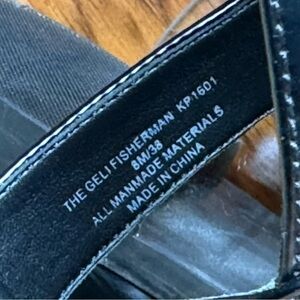 THE GELI FISHERMAN KP1601
8M/38
ALL MANMADE MATERIALS
MADE IN CHINA